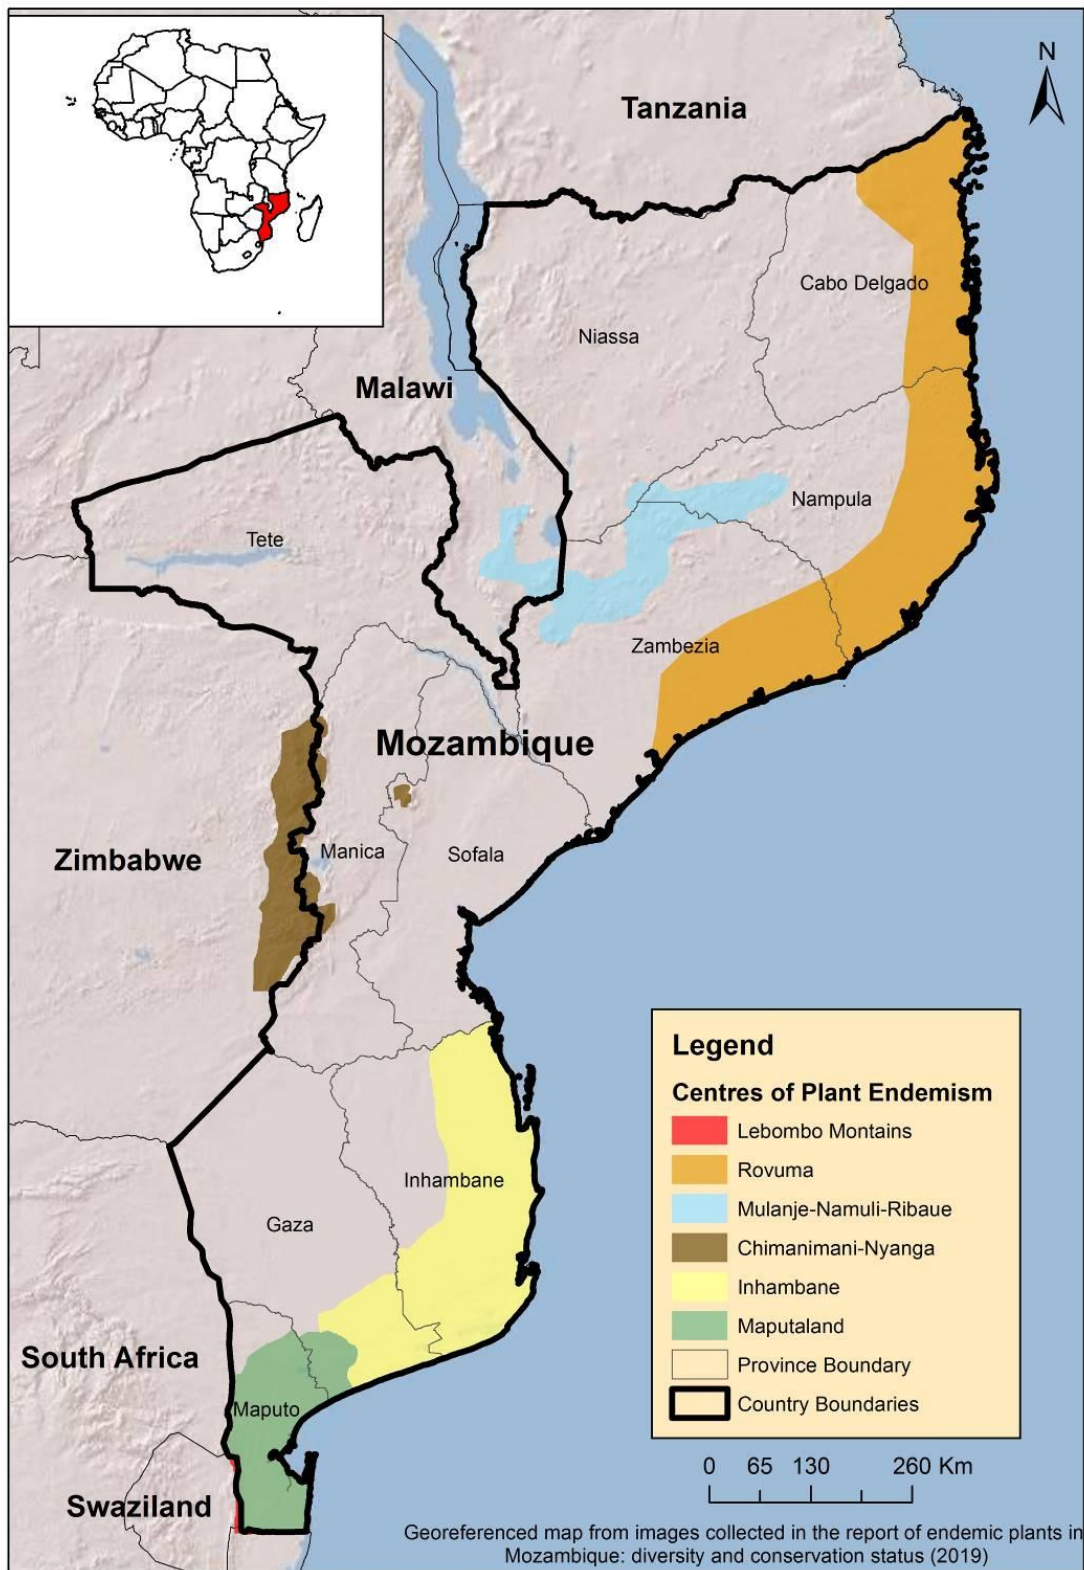 N
Tanzania
Cabo Delgado
Niassa
Malawi
Nampula
Tete
Zambezia
Mozambique
Zimbabwe
Manica
Sofala
Inhambane
Gaza
South Africa
Maputo
Swaziland
Legend
Centres of Plant Endemism
Lebombo Montains
Rovuma
Mulanje-Namuli-Ribaue
Chimanimani-Nyanga
Inhambane
Maputaland
Province Boundary
Country Boundaries
0 65 130 260 Km
Georeferenced map from images collected in the report of endemic plants in
Mozambique: diversity and conservation status (2019)